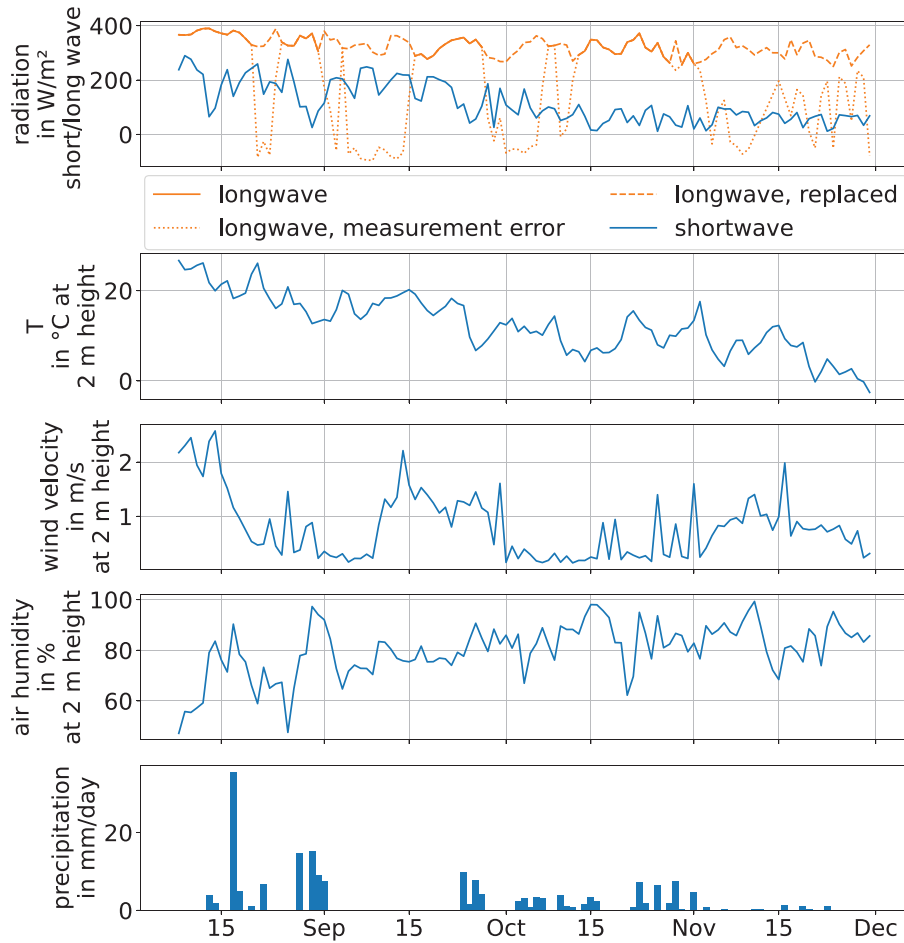 radiation
in W/m²
short/long wave
400
200
0
longwave
longwave, replaced
longwave, measurement error
shortwave
T
in °C at
2 m height
20
0
wind velocity
in m/s
at 2 m height
2
1
air humidity
in %
at 2 m height
100
80
60
precipitation
in mm/day
20
0
15 Sep 15 Oct 15 Nov 15 Dec